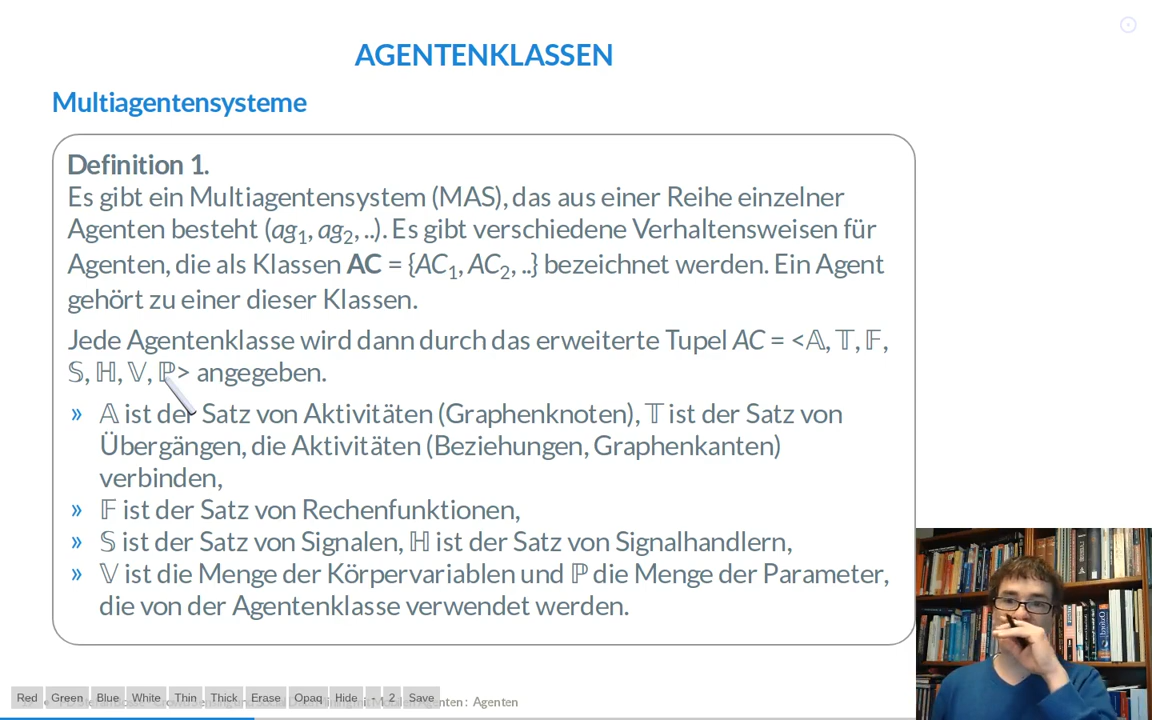 AGENTENKLASSEN
Multiagentensysteme
Definition 1.
Es gibt ein Multiagentensystem (MAS), das aus einer Reihe einzelner
Agenten besteht (ag₁, ag₂, ..). Es gibt verschiedene Verhaltensweisen für
Agenten, die als Klassen AC = {AC₁, AC₂, ..} bezeichnet werden. Ein Agent
gehört zu einer dieser Klassen.
Jede Agentenklasse wird dann durch das erweiterte Tupel AC = <𝔸, 𝕋, 𝔽,
𝕊, ℍ, 𝕍, ℙ> angegeben.
» 𝔸 ist der Satz von Aktivitäten (Graphenknoten), 𝕋 ist der Satz von
Übergängen, die Aktivitäten (Beziehungen, Graphenkanten)
verbinden,
» 𝔽 ist der Satz von Rechenfunktionen,
» 𝕊 ist der Satz von Signalen, ℍ ist der Satz von Signalhandlern,
» 𝕍 ist die Menge der Körpervariablen und ℙ die Menge der Parameter,
die von der Agentenklasse verwendet werden.
Red Green Blue White Thin Thick Erase Opaq Hide - 2 Save : Agenten